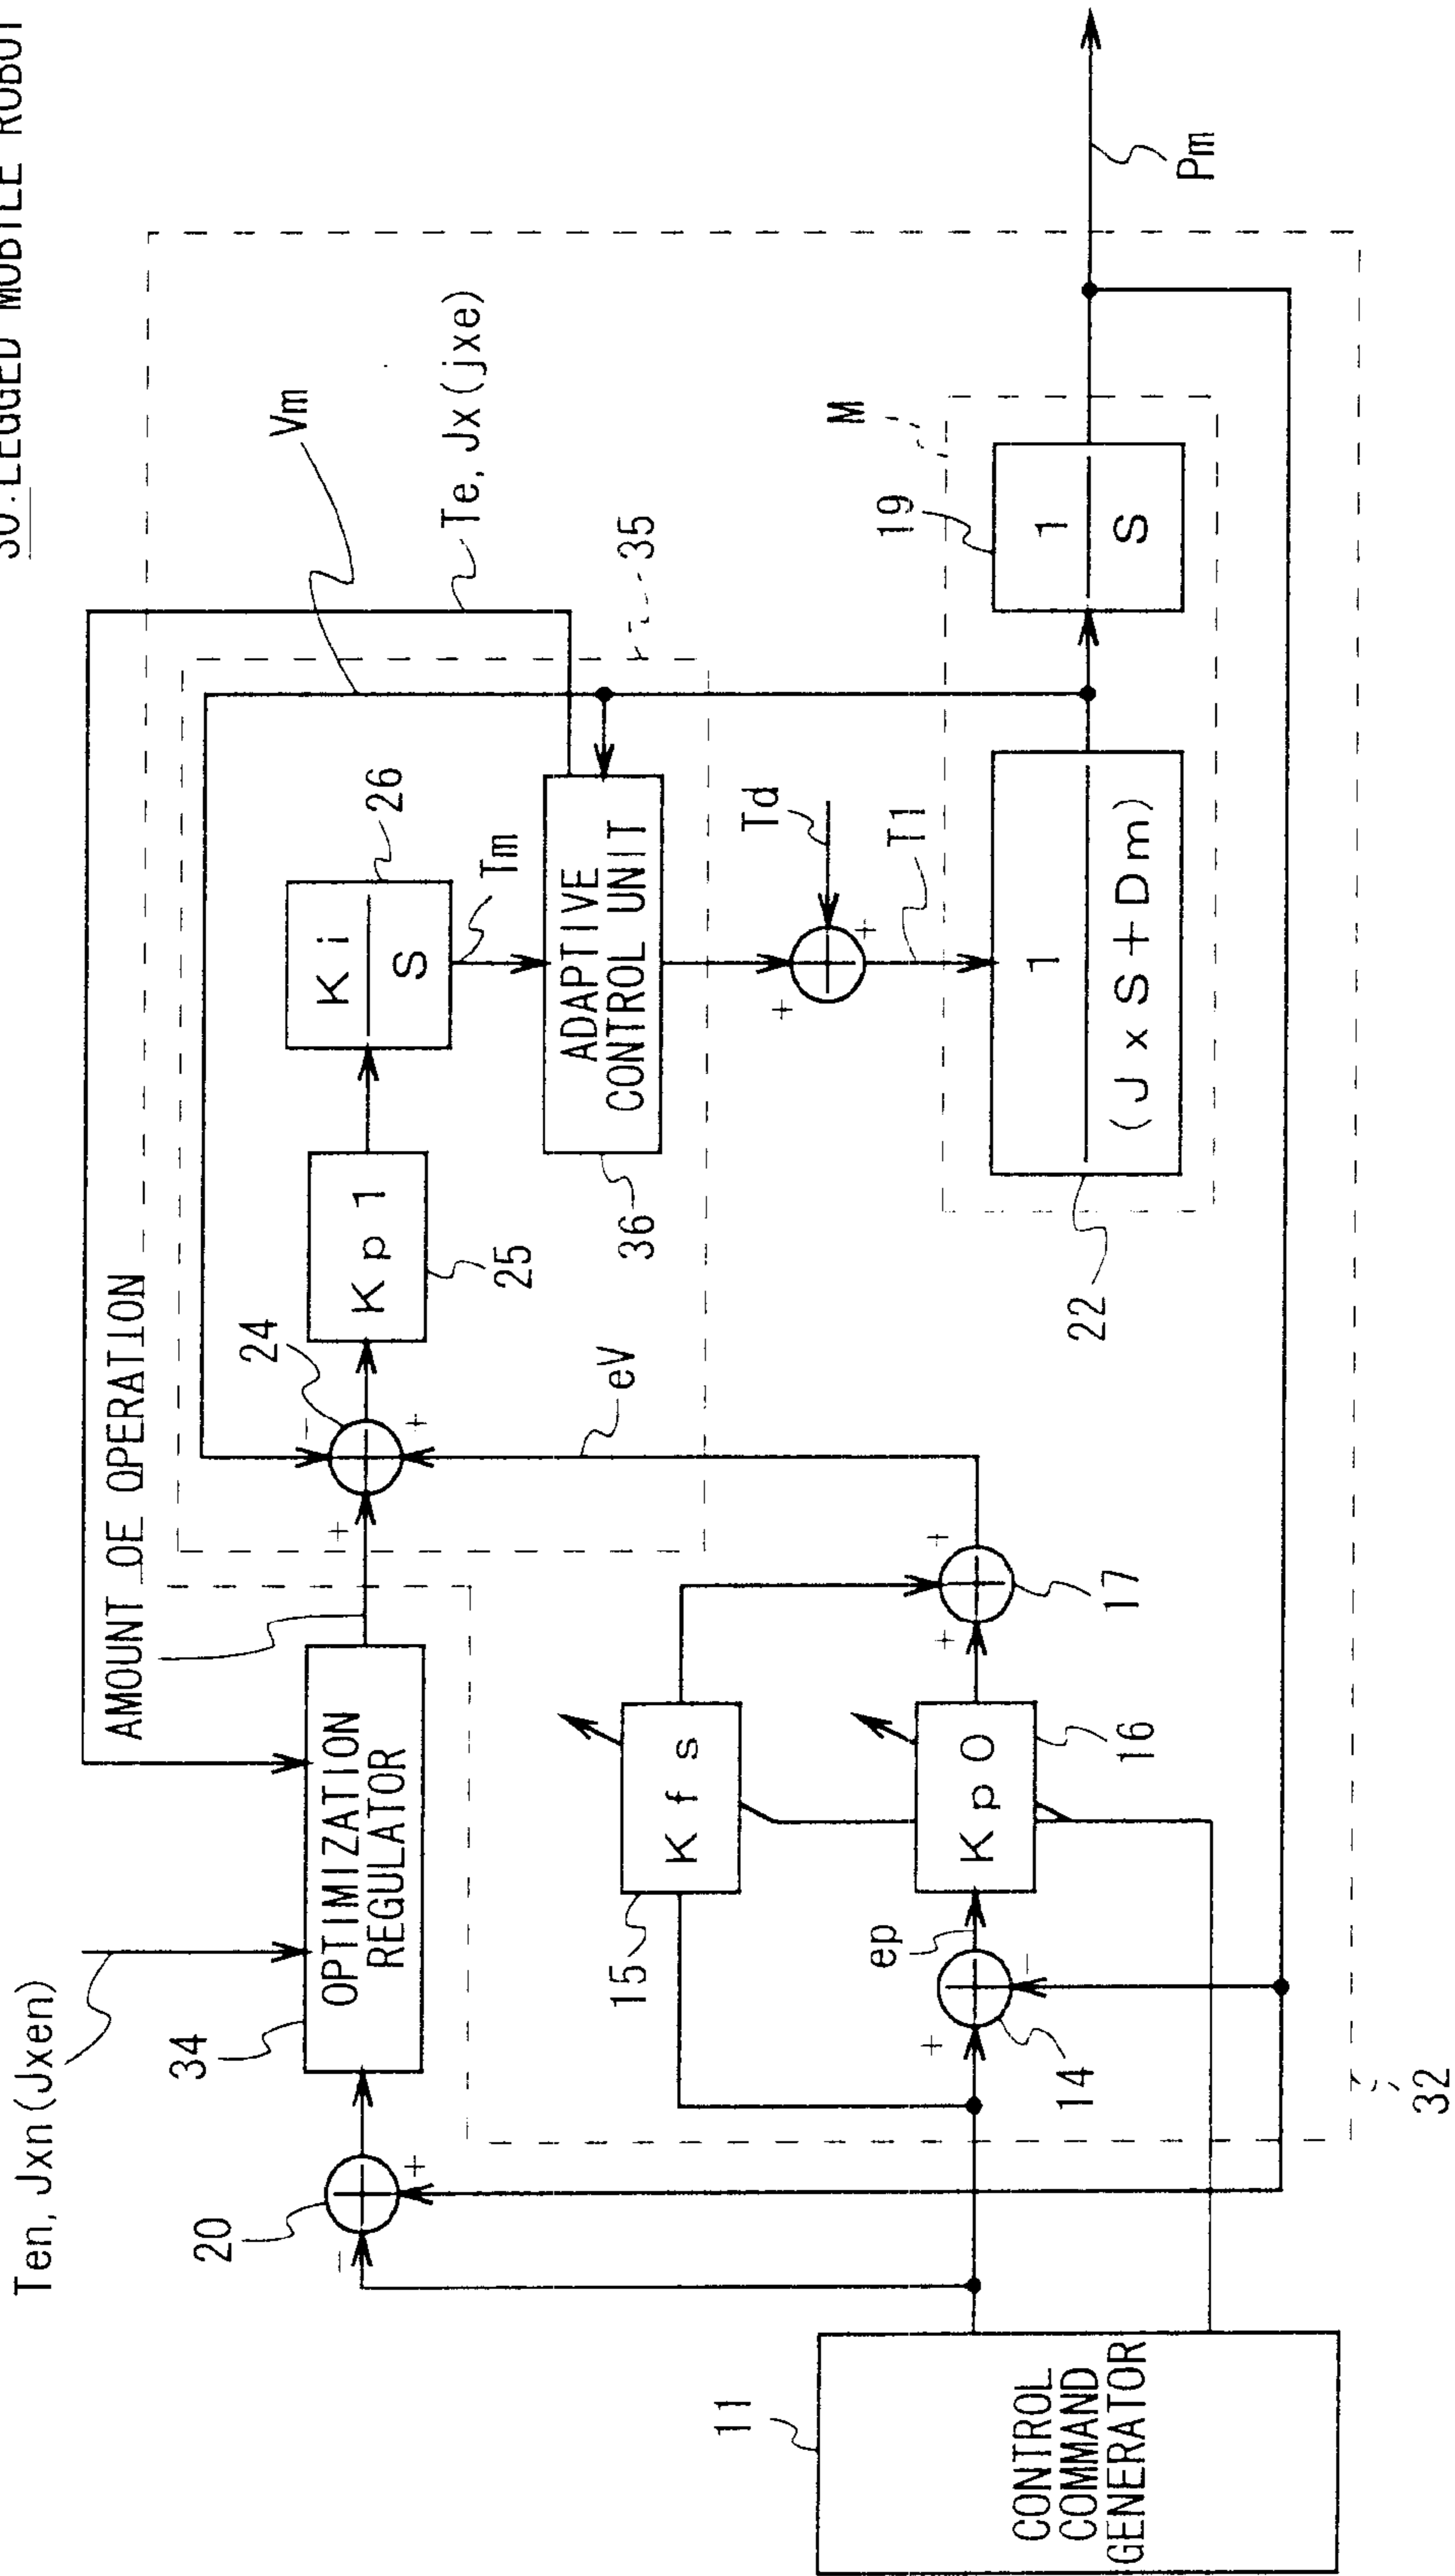 LEGGED MOBILE ROBOT
Ten, Jxn(Jxen)
34
OPTIMIZATION
REGULATOR
AMOUNT OF OPERATION
20
-
+
+
-
+
24
Kp1
25
Ki
S
26
Tm
Vm
Te, Jx(jxe)
35
ADAPTIVE
CONTROL UNIT
36
eV
Td
+
+
T1
M
1
(JxS+Dm)
22
19
1
S
Pm
15
Kfs
ep
Kp0
16
+
-
14
+
+
17
11
CONTROL
COMMAND
GENERATOR
32